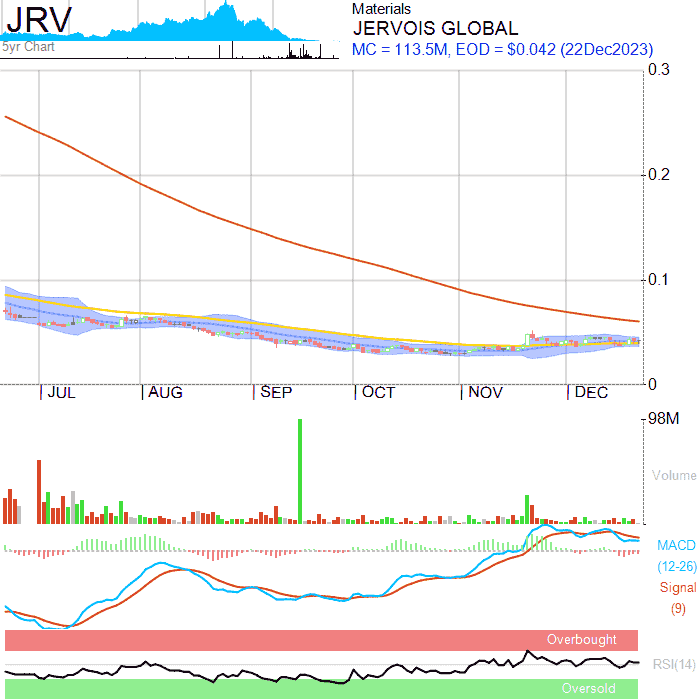 JRV
5yr Chart
Materials
JERVOIS GLOBAL
MC = 113.5M, EOD = $0.042 (22Dec2023)
0.3
0.2
0.1
0
JUL AUG SEP OCT NOV DEC
98M
Volume
MACD
(12-26)
Signal
(9)
Overbought
RSI(14)
Oversold